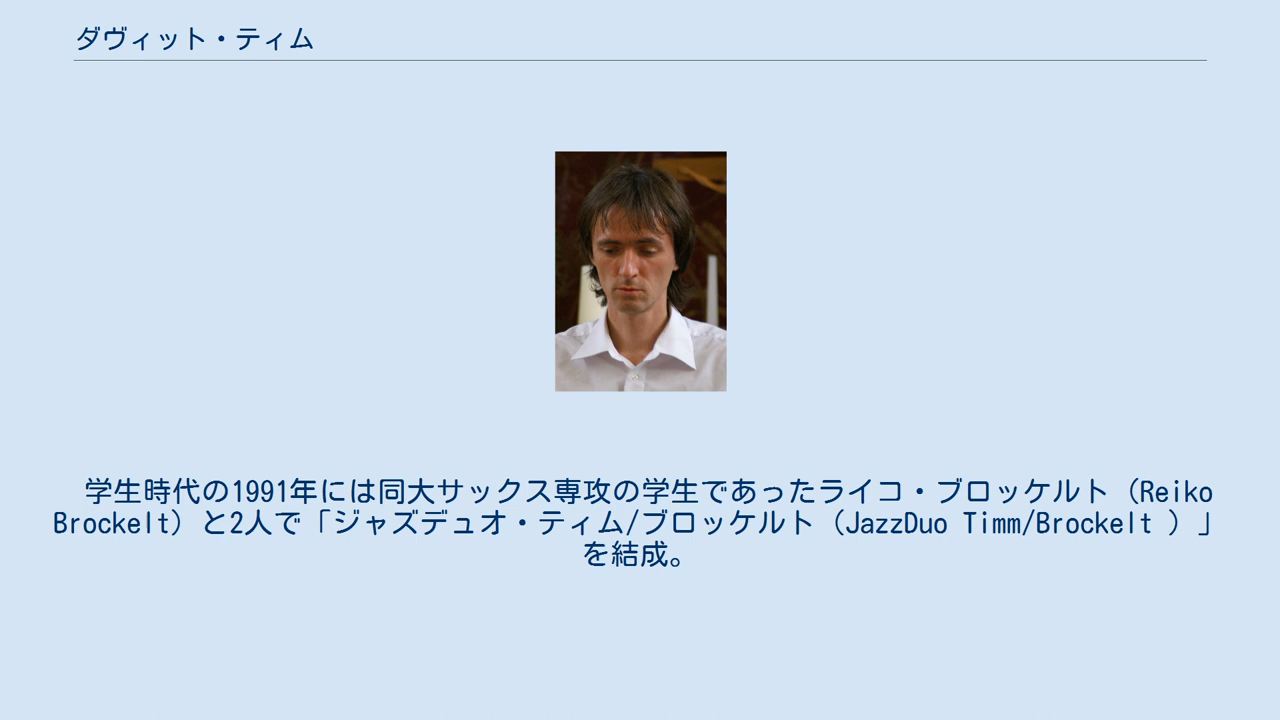 ダヴィット・ティム
学生時代の1991年には同大サックス専攻の学生であったライコ・ブロッケルト（Reiko
Brockelt）と2人で「ジャズデュオ・ティム/ブロッケルト（JazzDuo Timm/Brockelt ）」
を結成。